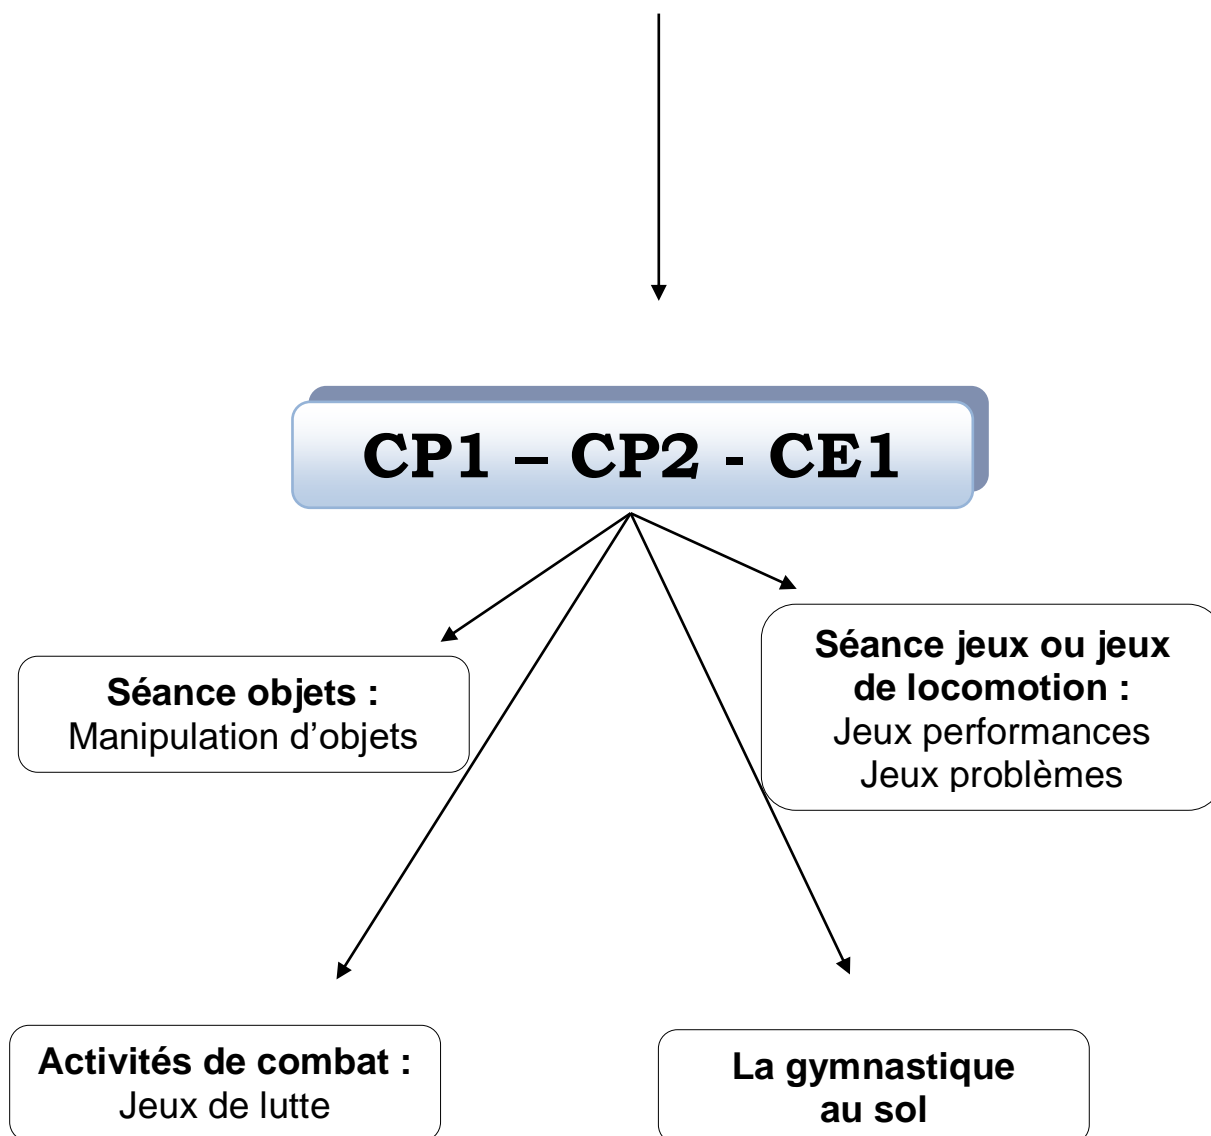 CP1 – CP2 - CE1
Séance objets :
Manipulation d’objets
Séance jeux ou jeux
de locomotion :
Jeux performances
Jeux problèmes
Activités de combat :
Jeux de lutte
La gymnastique
au sol